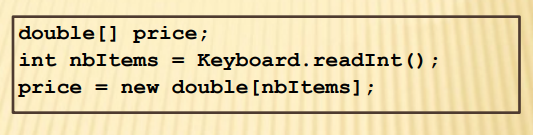 double[] price;
int nbItems = Keyboard.readInt();
price = new double[nbItems];